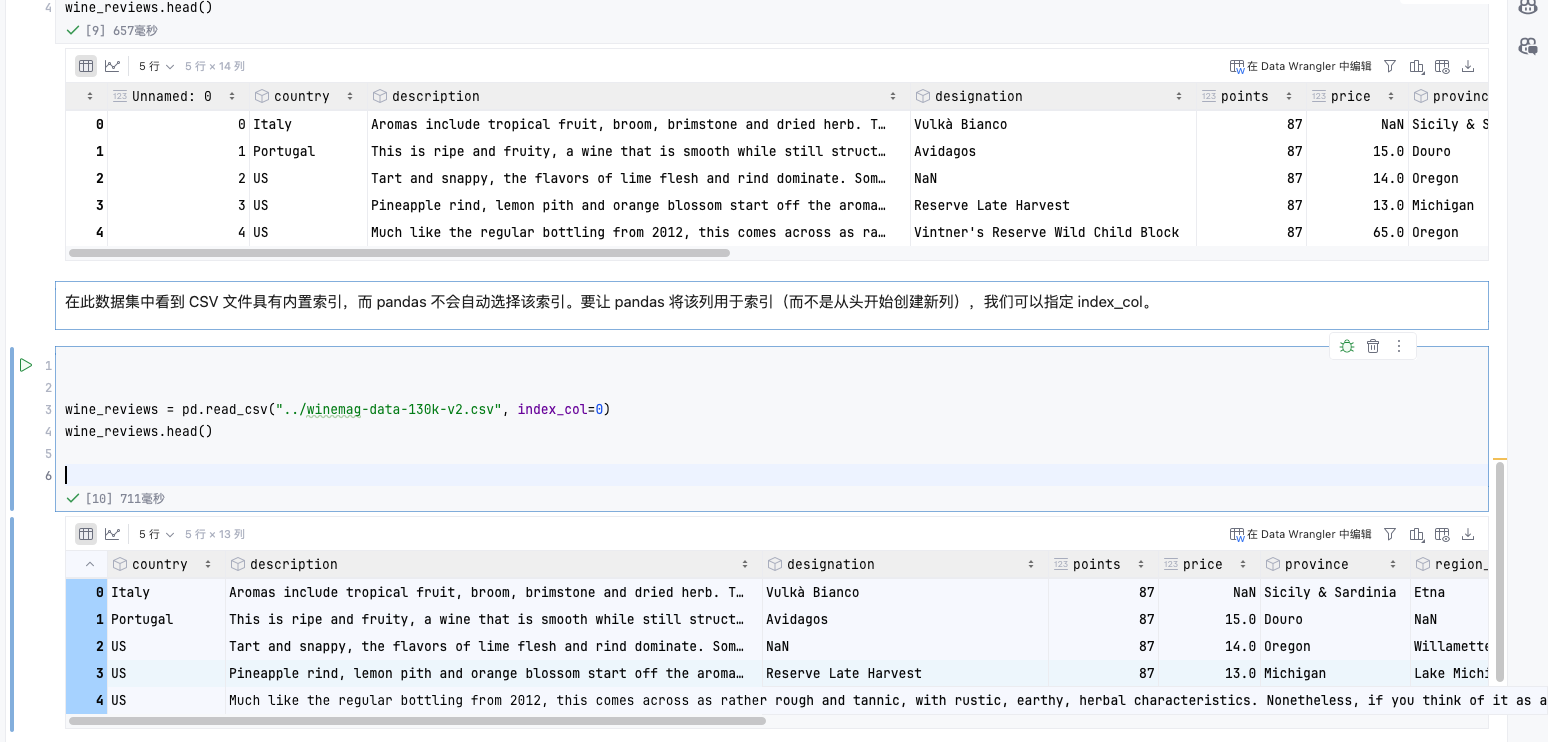 4 wine_reviews.head()
[9] 657毫秒
5 行 5 行 × 14 列 在 Data Wrangler 中编辑
Unnamed: 0 country description designation points price provinc
0 0 Italy Aromas include tropical fruit, broom, brimstone and dried herb. T… Vulkà Bianco 87 NaN Sicily & S
1 1 Portugal This is ripe and fruity, a wine that is smooth while still struct… Avidagos 87 15.0 Douro
2 2 US Tart and snappy, the flavors of lime flesh and rind dominate. Som… NaN 87 14.0 Oregon
3 3 US Pineapple rind, lemon pith and orange blossom start off the aroma… Reserve Late Harvest 87 13.0 Michigan
4 4 US Much like the regular bottling from 2012, this comes across as ra… Vintner's Reserve Wild Child Block 87 65.0 Oregon
在此数据集中看到 CSV 文件具有内置索引，而 pandas 不会自动选择该索引。要让 pandas 将该列用于索引（而不是从头开始创建新列），我们可以指定 index_col。
1
2
3 wine_reviews = pd.read_csv("../winemag-data-130k-v2.csv", index_col=0)
4 wine_reviews.head()
5
6
[10] 711毫秒
5 行 5 行 × 13 列 在 Data Wrangler 中编辑
country description designation points price province region_
0 Italy Aromas include tropical fruit, broom, brimstone and dried herb. T… Vulkà Bianco 87 NaN Sicily & Sardinia Etna
1 Portugal This is ripe and fruity, a wine that is smooth while still struct… Avidagos 87 15.0 Douro NaN
2 US Tart and snappy, the flavors of lime flesh and rind dominate. Som… NaN 87 14.0 Oregon Willamette
3 US Pineapple rind, lemon pith and orange blossom start off the aroma… Reserve Late Harvest 87 13.0 Michigan Lake Michi
4 US Much like the regular bottling from 2012, this comes across as rather rough and tannic, with rustic, earthy, herbal characteristics. Nonetheless, if you think of it as a